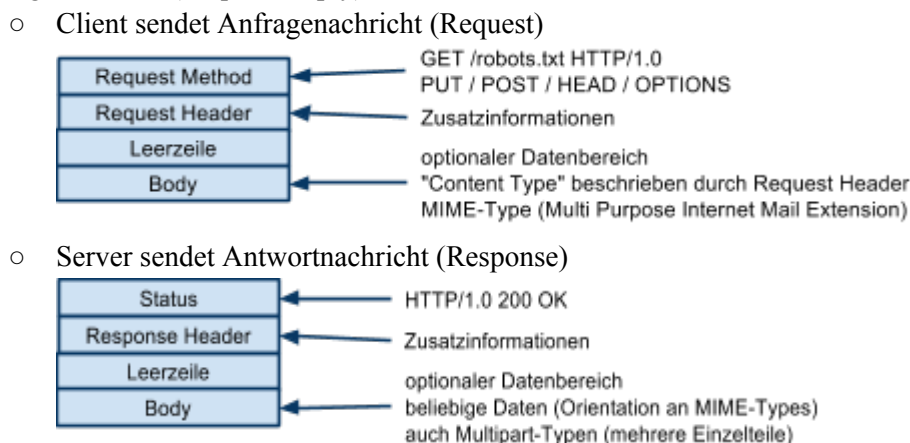 ○ Client sendet Anfragenachricht (Request)
Request Method
GET /robots.txt HTTP/1.0
PUT / POST / HEAD / OPTIONS
Request Header
Zusatzinformationen
Leerzeile
Body
optionaler Datenbereich
"Content Type" beschrieben durch Request Header
MIME-Type (Multi Purpose Internet Mail Extension)
○ Server sendet Antwortnachricht (Response)
Status
HTTP/1.0 200 OK
Response Header
Zusatzinformationen
Leerzeile
Body
optionaler Datenbereich
beliebige Daten (Orientation an MIME-Types)
auch Multipart-Typen (mehrere Einzelteile)